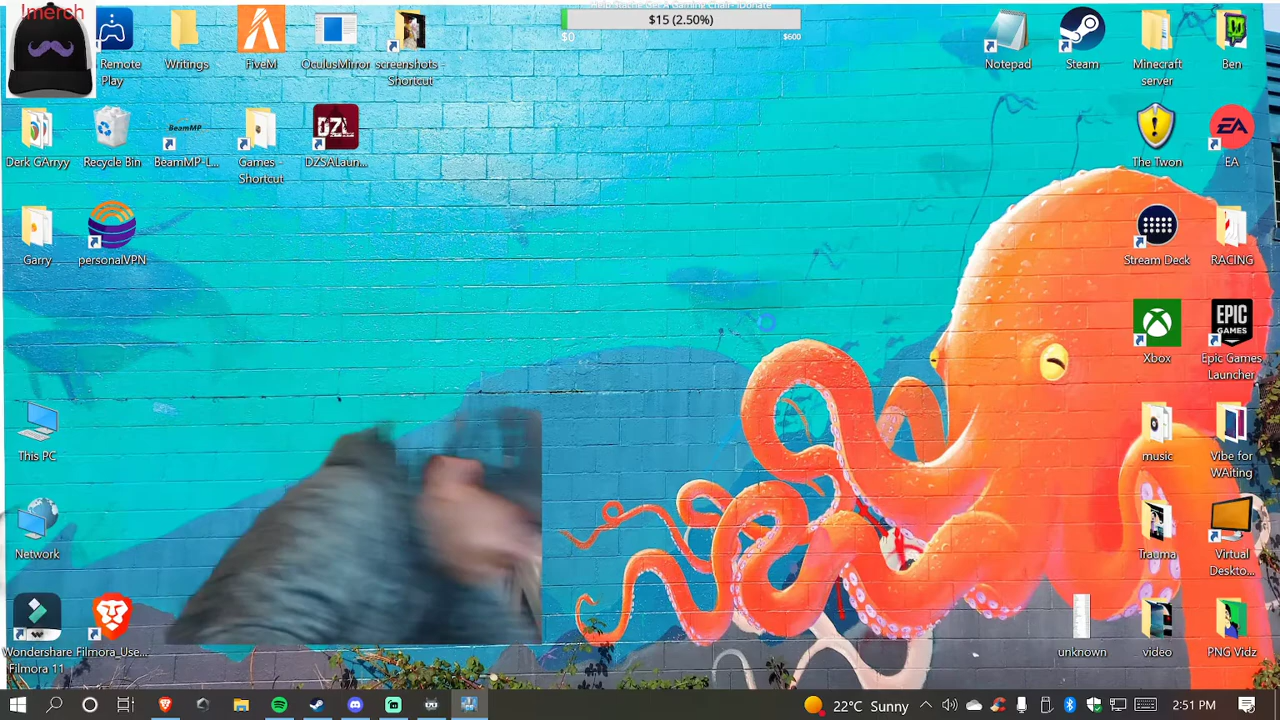 !merch
$15 (2.50%)
$0
$600
Remote
Play
Writings
FiveM
OculusMirror
screenshots -
Shortcut
Notepad
Steam
Minecraft
server
Ben
Derk GArryy
Recycle Bin
BeamMP
BeamMP-L...
Games -
Shortcut
DZL
DZSALaun...
The Twon
EA
EA
Garry
personalVPN
Stream Deck
RACING
EPIC
GAMES
Xbox
Epic Games
Launcher
This PC
music
Vibe for
WAiting
Network
Trauma
Virtual
Deskto...
Wondershare
Filmora 11
Filmora_Use...
unknown
video
PNG Vidz
22°C Sunny
2:51 PM